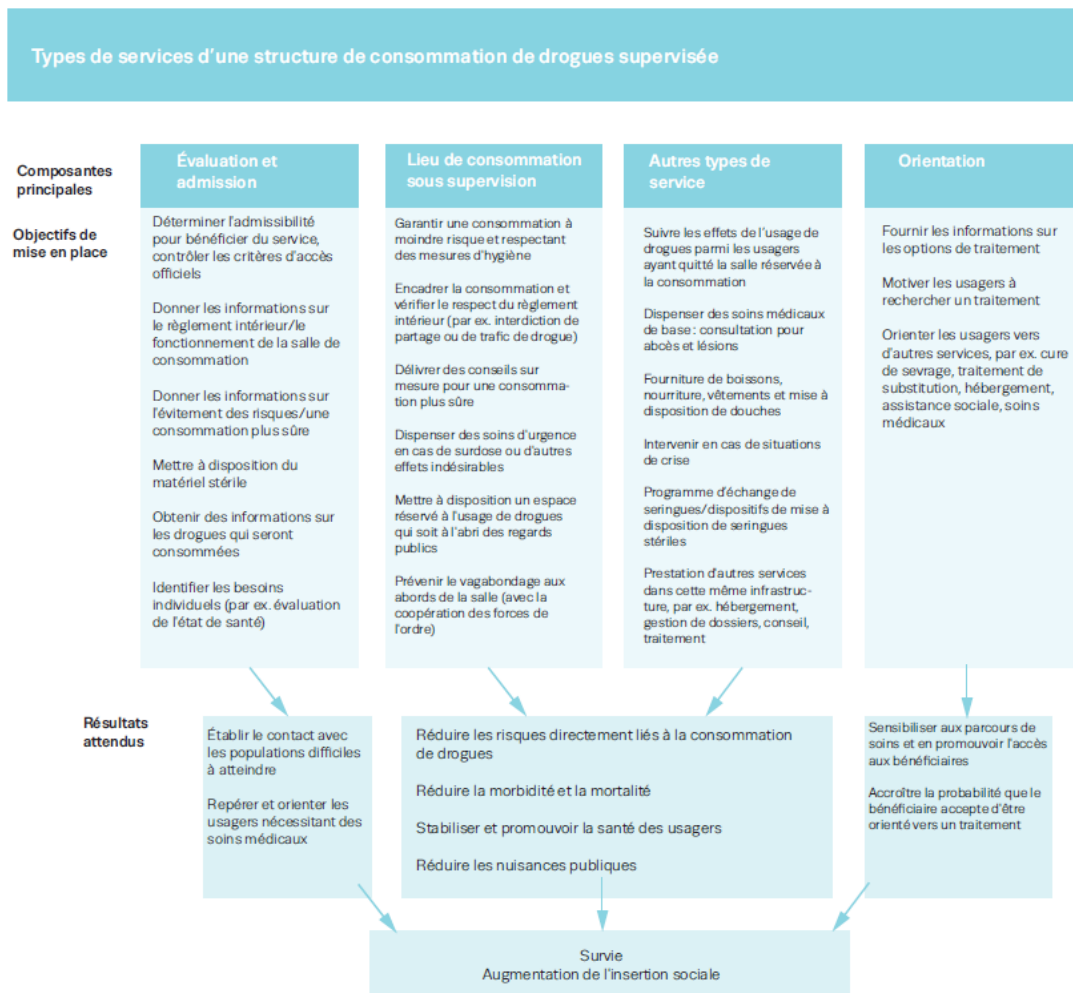 Types de services d'une structure de consommation de drogues supervisée
Composantes
principales
Évaluation et
admission
Lieu de consommation
sous supervision
Autres types de
service
Orientation
Objectifs de
mise en place
Déterminer l'admissibilité
pour bénéficier du service,
contrôler les critères d'accès
officiels
Donner les informations sur
le règlement intérieur/le
fonctionnement de la salle de
consommation
Donner les informations sur
l'évitement des risques/une
consommation plus sûre
Mettre à disposition du
matériel stérile
Obtenir des informations sur
les drogues qui seront
consommées
Identifier les besoins
individuels (par ex. évaluation
de l'état de santé)
Garantir une consommation à
moindre risque et respectant
des mesures d'hygiène
Encadrer la consommation et
vérifier le respect du règlement
intérieur (par ex. interdiction de
partage ou de trafic de drogue)
Délivrer des conseils sur
mesure pour une consomma-
tion plus sûre
Dispenser des soins d'urgence
en cas de surdose ou d'autres
effets indésirables
Mettre à disposition un espace
réservé à l'usage de drogues
qui soit à l'abri des regards
publics
Prévenir le vagabondage aux
abords de la salle (avec la
coopération des forces de
l'ordre)
Suivre les effets de l'usage de
drogues parmi les usagers
ayant quitté la salle réservée à
la consommation
Dispenser des soins médicaux
de base : consultation pour
abcès et lésions
Fourniture de boissons,
nourriture, vêtements et mise à
disposition de douches
Intervenir en cas de situations
de crise
Programme d'échange de
seringues/dispositifs de mise à
disposition de seringues
stériles
Prestation d'autres services
dans cette même infrastruc-
ture, par ex. hébergement,
gestion de dossiers, conseil,
traitement
Fournir les informations sur
les options de traitement
Motiver les usagers à
rechercher un traitement
Orienter les usagers vers
d'autres services, par ex. cure
de sevrage, traitement de
substitution, hébergement,
assistance sociale, soins
médicaux
Résultats
attendus
Établir le contact avec
les populations difficiles
à atteindre
Repérer et orienter les
usagers nécessitant des
soins médicaux
Réduire les risques directement liés à la consommation
de drogues
Réduire la morbidité et la mortalité
Stabiliser et promouvoir la santé des usagers
Réduire les nuisances publiques
Sensibiliser aux parcours de
soins et en promouvoir l'accès
aux bénéficiaires
Accroître la probabilité que le
bénéficiaire accepte d'être
orienté vers un traitement
Survie
Augmentation de l'insertion sociale